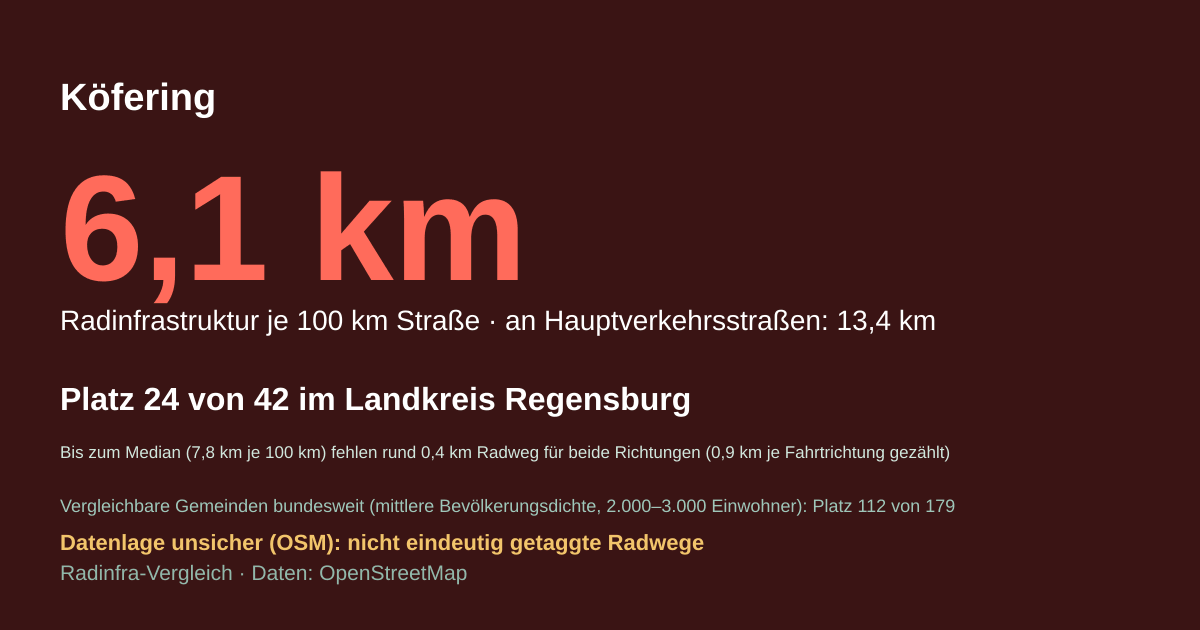 Köfering
6,1 km
Radinfrastruktur je 100 km Straße · an Hauptverkehrsstraßen: 13,4 km
Platz 24 von 42 im Landkreis Regensburg
Bis zum Median (7,8 km je 100 km) fehlen rund 0,4 km Radweg für beide Richtungen (0,9 km je Fahrtrichtung gezählt)
Vergleichbare Gemeinden bundesweit (mittlere Bevölkerungsdichte, 2.000–3.000 Einwohner): Platz 112 von 179
Datenlage unsicher (OSM): nicht eindeutig getaggte Radwege
Radinfra-Vergleich · Daten: OpenStreetMap